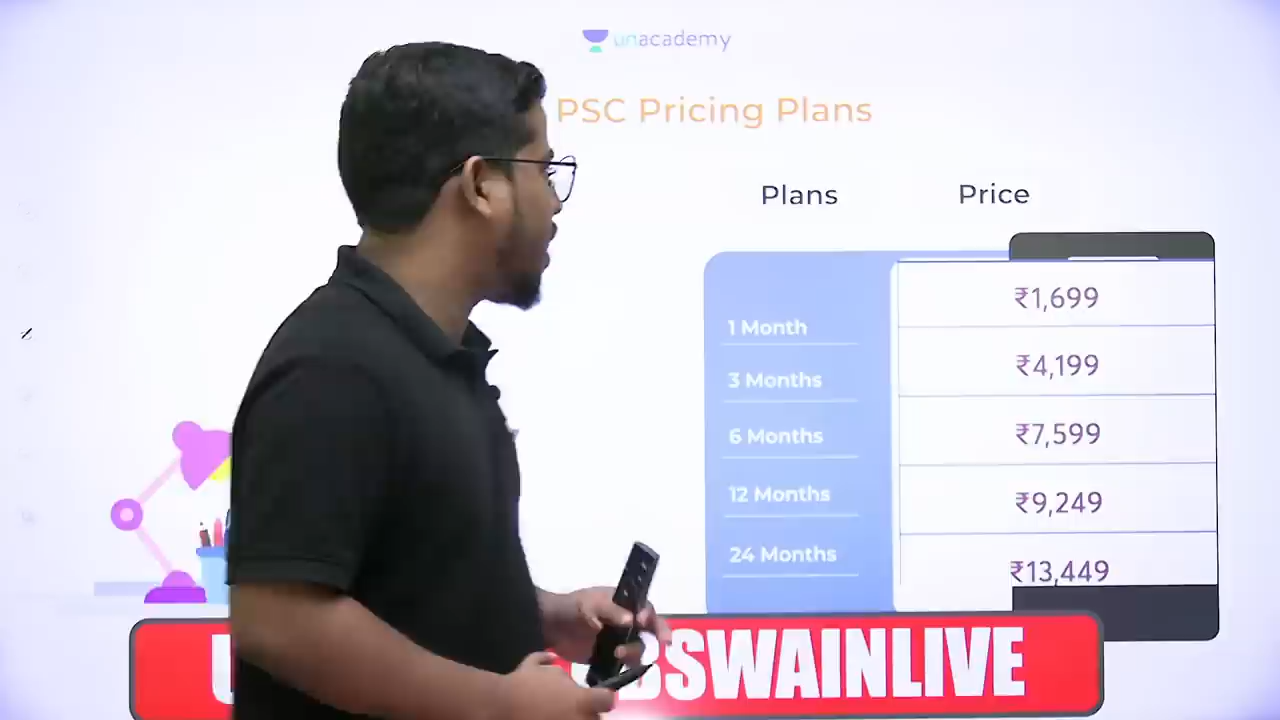 unacademy
PSC Pricing Plans
Plans Price
1 Month ₹1,699
3 Months ₹4,199
6 Months ₹7,599
12 Months ₹9,249
24 Months ₹13,449
SWAINLIVE